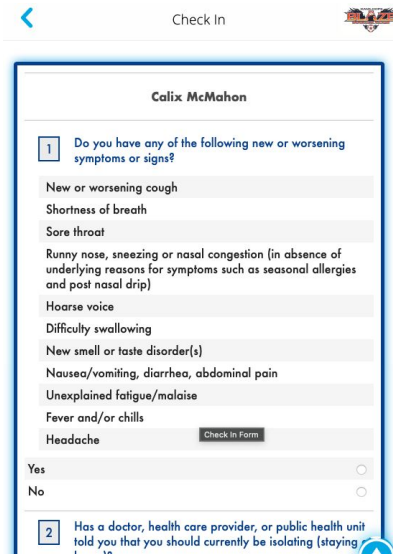 Check In
BLAZE
Calix McMahon
1 Do you have any of the following new or worsening
symptoms or signs?
New or worsening cough
Shortness of breath
Sore throat
Runny nose, sneezing or nasal congestion (in absence of
underlying reasons for symptoms such as seasonal allergies
and post nasal drip)
Hoarse voice
Difficulty swallowing
New smell or taste disorder(s)
Nausea/vomiting, diarrhea, abdominal pain
Unexplained fatigue/malaise
Fever and/or chills
Headache
Check In Form
Yes
No
2 Has a doctor, health care provider, or public health unit
told you that you should currently be isolating (staying